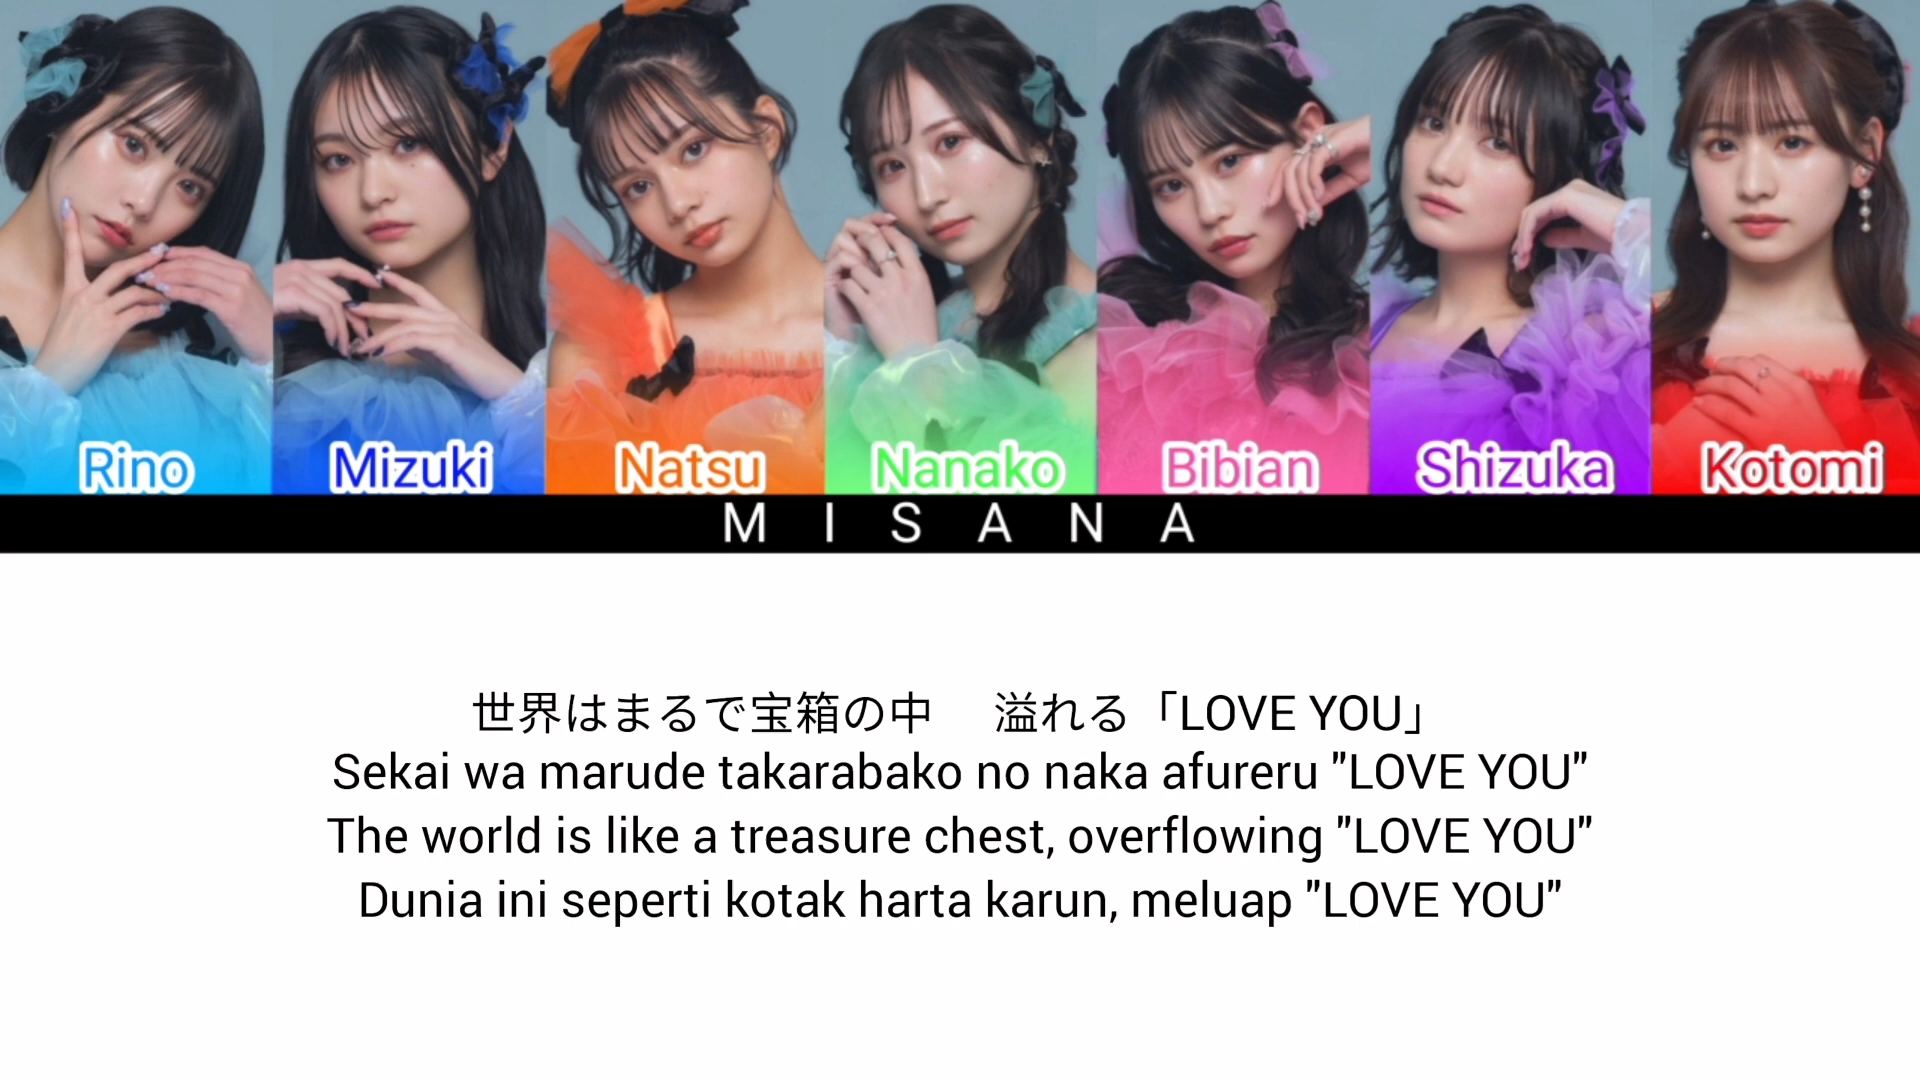 Rino Mizuki Natsu Nanako Bibian Shizuka Kotomi
MISANA
世界はまるで宝箱の中　溢れる「LOVE YOU」
Sekai wa marude takarabako no naka afureru "LOVE YOU"
The world is like a treasure chest, overflowing "LOVE YOU"
Dunia ini seperti kotak harta karun, meluap "LOVE YOU"